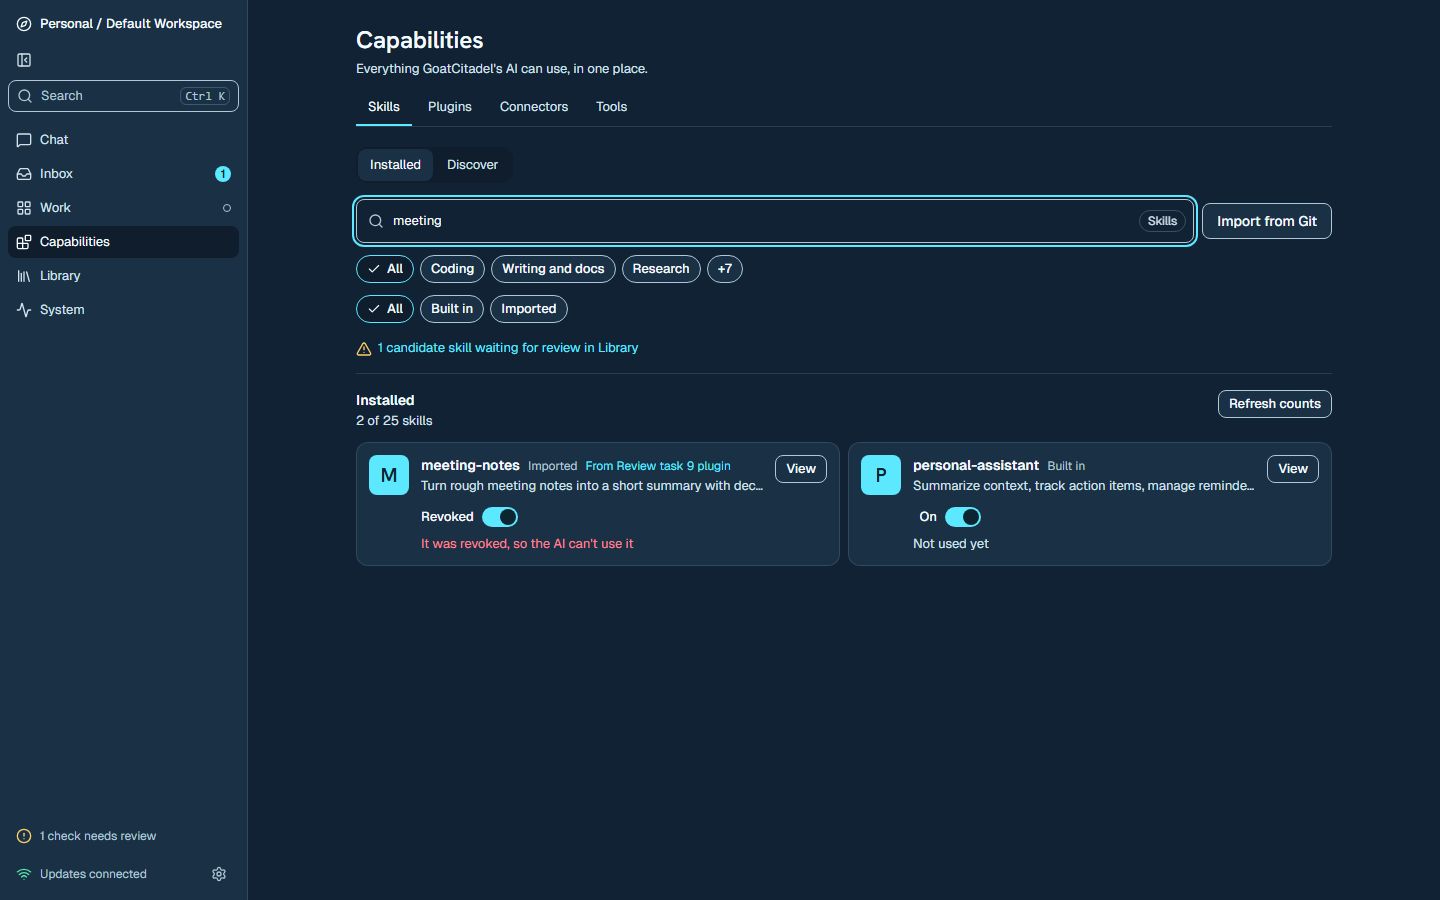 Personal / Default Workspace
Search Ctrl K
Chat
Inbox 1
Work
Capabilities
Library
System
1 check needs review
Updates connected
Capabilities
Everything GoatCitadel's AI can use, in one place.
Skills Plugins Connectors Tools
Installed Discover
meeting Skills Import from Git
All Coding Writing and docs Research +7
All Built in Imported
1 candidate skill waiting for review in Library
Installed
2 of 25 skills
Refresh counts
M meeting-notes Imported From Review task 9 plugin View
Turn rough meeting notes into a short summary with dec...
Revoked
It was revoked, so the AI can't use it
P personal-assistant Built in View
Summarize context, track action items, manage reminde...
On
Not used yet